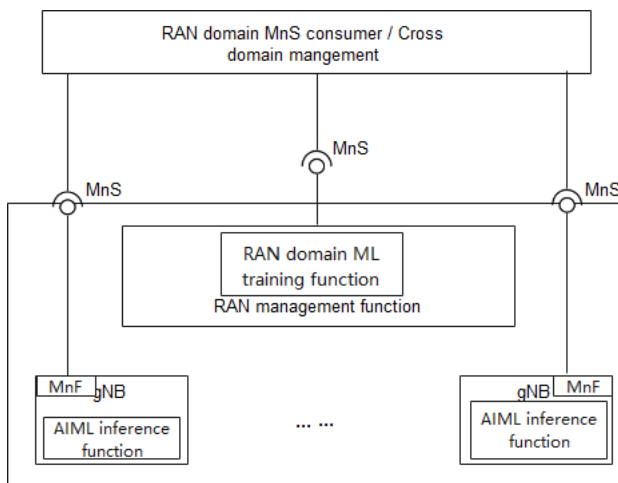 RAN domain MnS consumer / Cross
domain mangement
MnS
MnS
MnS
RAN domain ML
training function
RAN management function
MnF
gNB
AIML inference
function
... ...
gNB
MnF
AIML inference
function